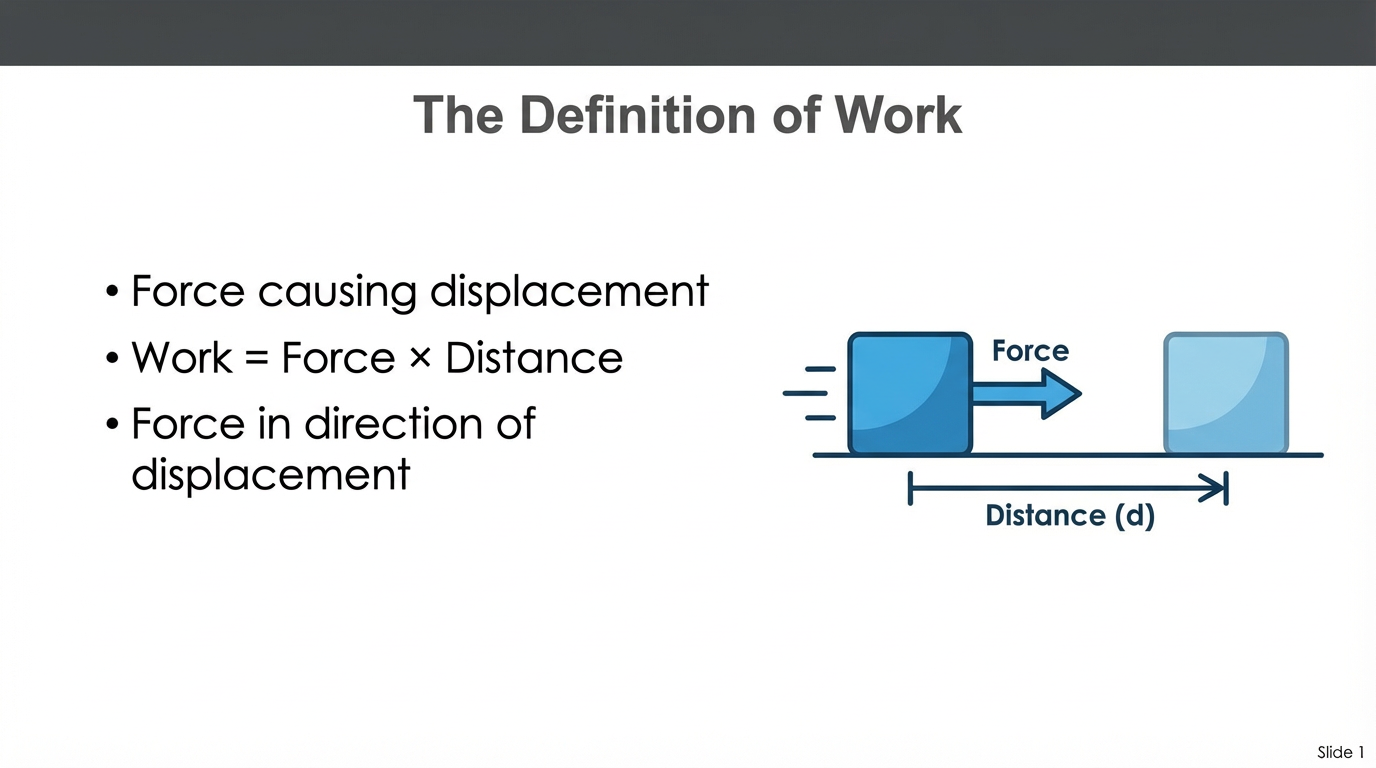 The Definition of Work
• Force causing displacement
• Work = Force × Distance
• Force in direction of
displacement
Force
Distance (d)
Slide 1